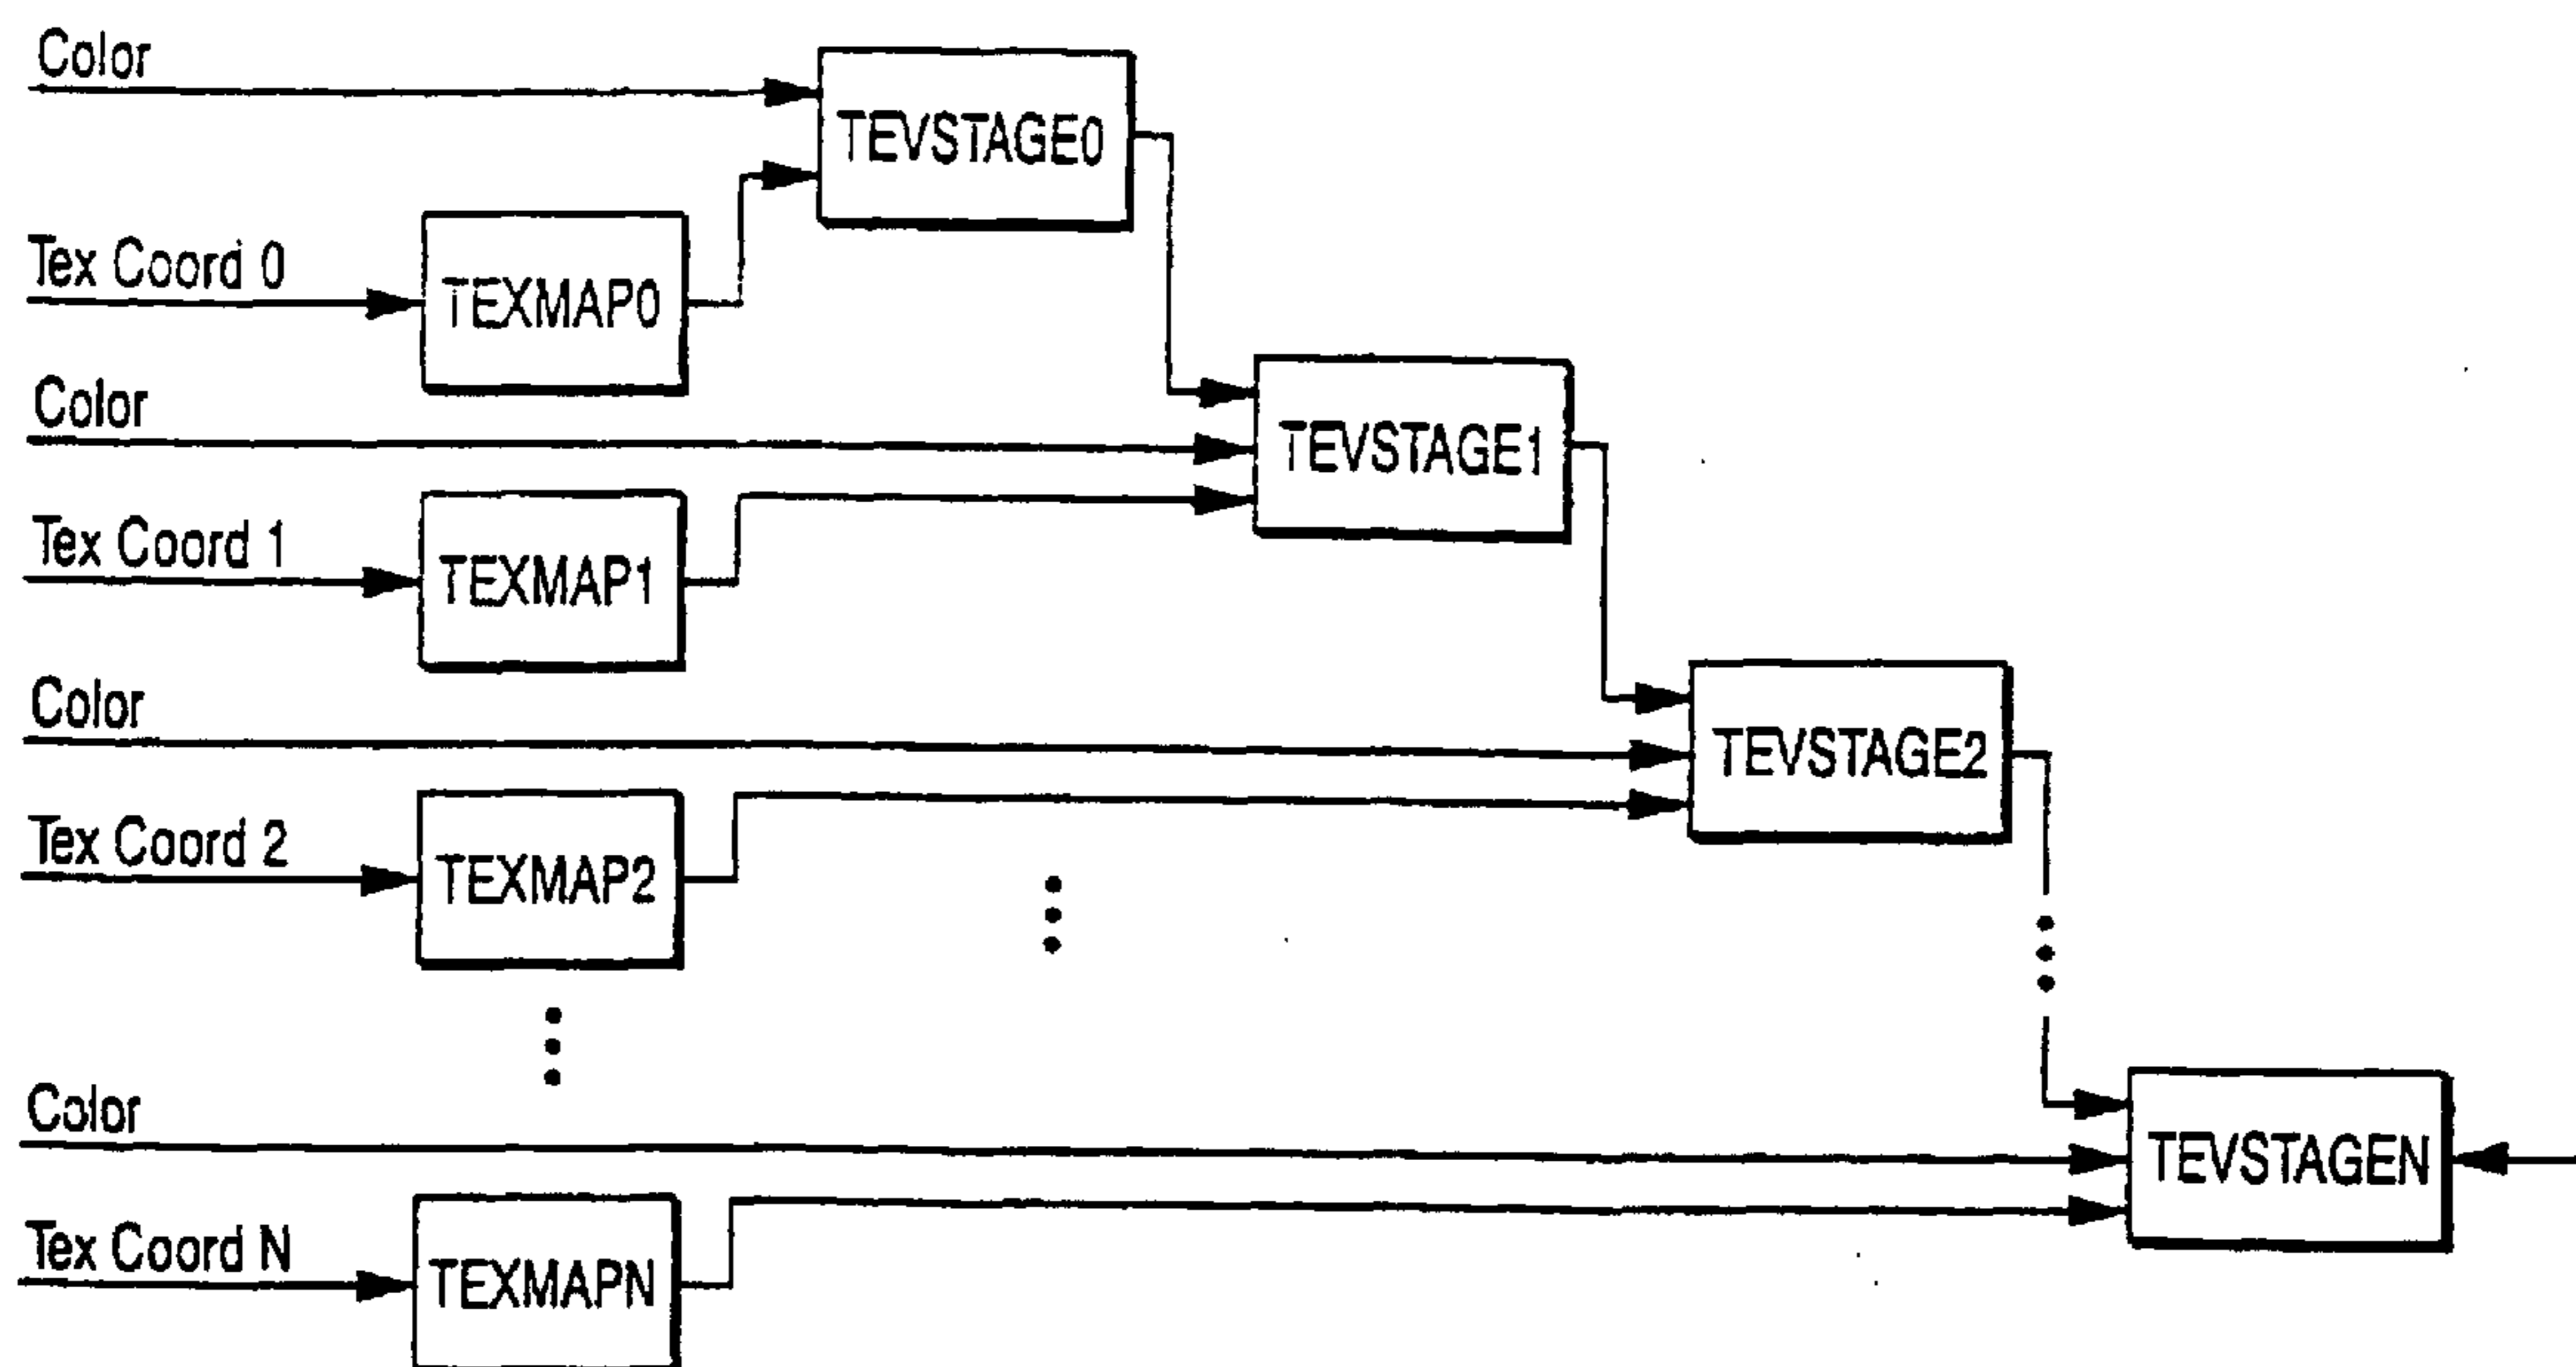 Color
TEVSTAGE0
Tex Coord 0
TEXMAP0
Color
TEVSTAGE1
Tex Coord 1
TEXMAP1
Color
TEVSTAGE2
Tex Coord 2
TEXMAP2
Color
TEVSTAGEN
Tex Coord N
TEXMAPN